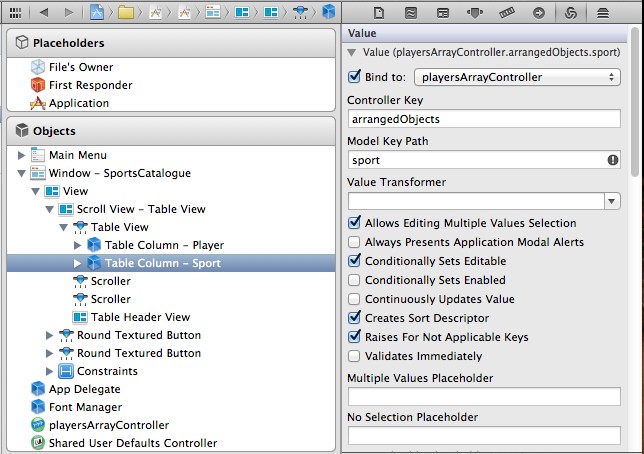 Placeholders
File's Owner
First Responder
Application
Objects
Main Menu
Window – SportsCatalogue
View
Scroll View – Table View
Table View
Table Column – Player
Table Column – Sport
Scroller
Scroller
Table Header View
Round Textured Button
Round Textured Button
Constraints
App Delegate
Font Manager
playersArrayController
Shared User Defaults Controller
Value
Value (playersArrayController.arrangedObjects.sport)
Bind to: playersArrayController
Controller Key
arrangedObjects
Model Key Path
sport
Value Transformer
Allows Editing Multiple Values Selection
Always Presents Application Modal Alerts
Conditionally Sets Editable
Conditionally Sets Enabled
Continuously Updates Value
Creates Sort Descriptor
Raises For Not Applicable Keys
Validates Immediately
Multiple Values Placeholder
No Selection Placeholder